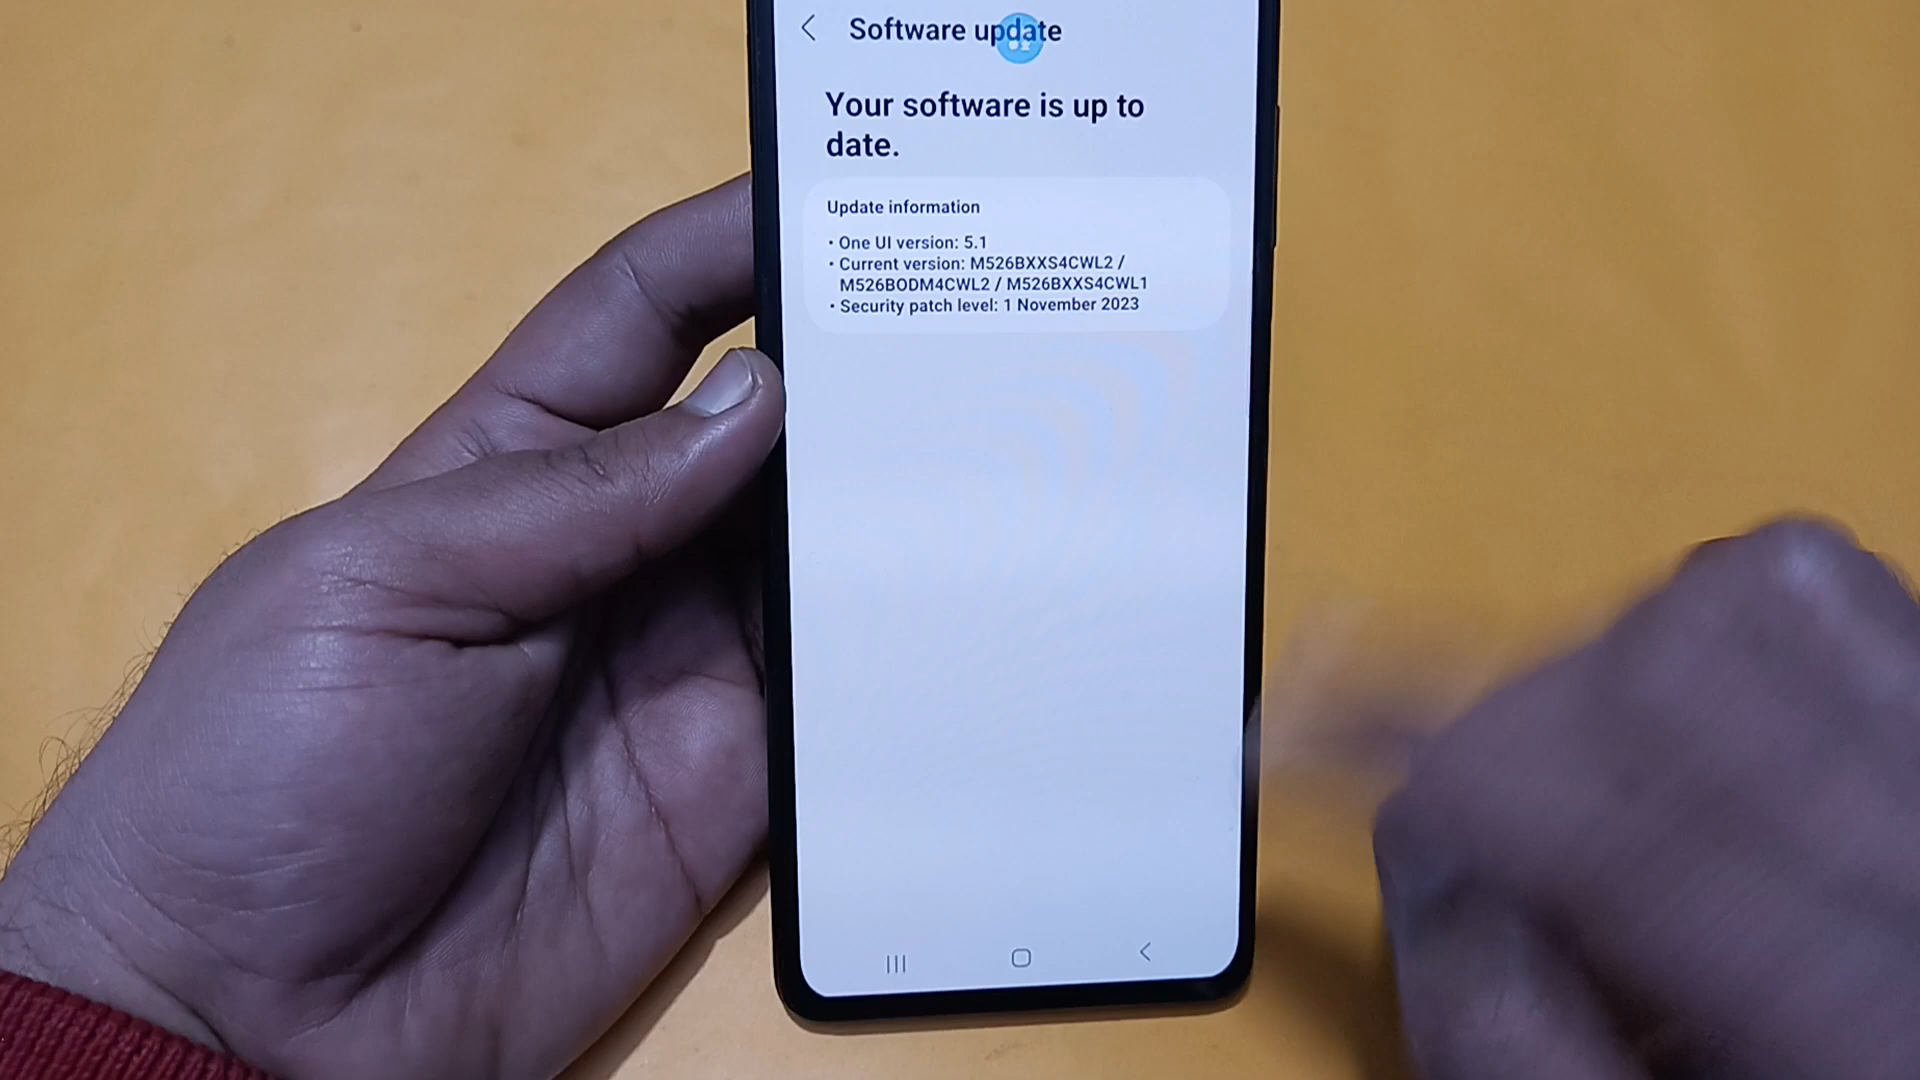 Software update
Your software is up to
date.
Update information
• One UI version: 5.1
• Current version: M526BXXS4CWL2 /
M526BODM4CWL2 / M526BXXS4CWL1
• Security patch level: 1 November 2023